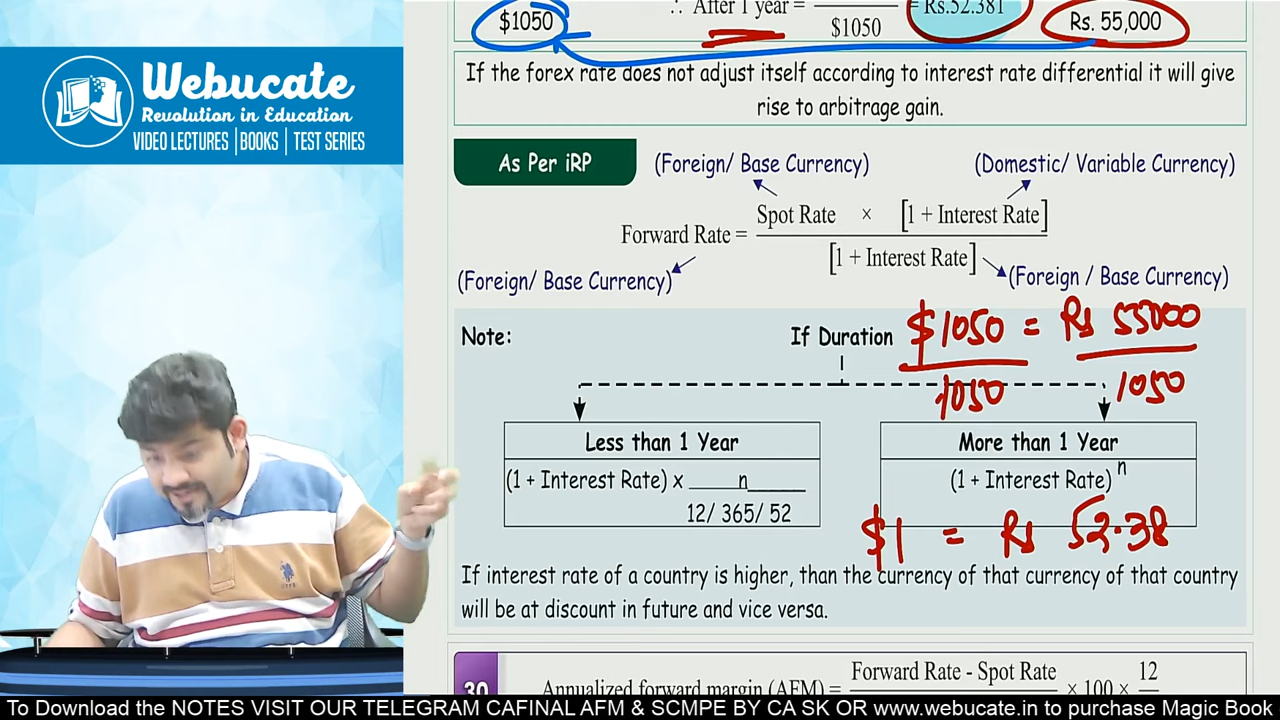 Webucate
Revolution in Education
VIDEO LECTURES | BOOKS | TEST SERIES
$1050
∴ After 1 year =
$1050
= Rs.52.381
Rs. 55,000
If the forex rate does not adjust itself according to interest rate differential it will give
rise to arbitrage gain.
As Per iRP
(Foreign/ Base Currency)
(Domestic/ Variable Currency)
Spot Rate × [1 + Interest Rate]
Forward Rate =
[1 + Interest Rate]
(Foreign/ Base Currency)
(Foreign / Base Currency)
Note:
If Duration
$1050 = Rs 55000
1050 1050
Less than 1 Year
(1 + Interest Rate) x ____n____
12/ 365/ 52
More than 1 Year
(1 + Interest Rate)ⁿ
$1 = Rs 52.38
If interest rate of a country is higher, than the currency of that currency of that country
will be at discount in future and vice versa.
30
Annualized forward margin (AFM) = Forward Rate - Spot Rate × 100 × 12
To Download the NOTES VISIT OUR TELEGRAM CAFINAL AFM & SCMPE BY CA SK OR www.webucate.in to purchase Magic Book